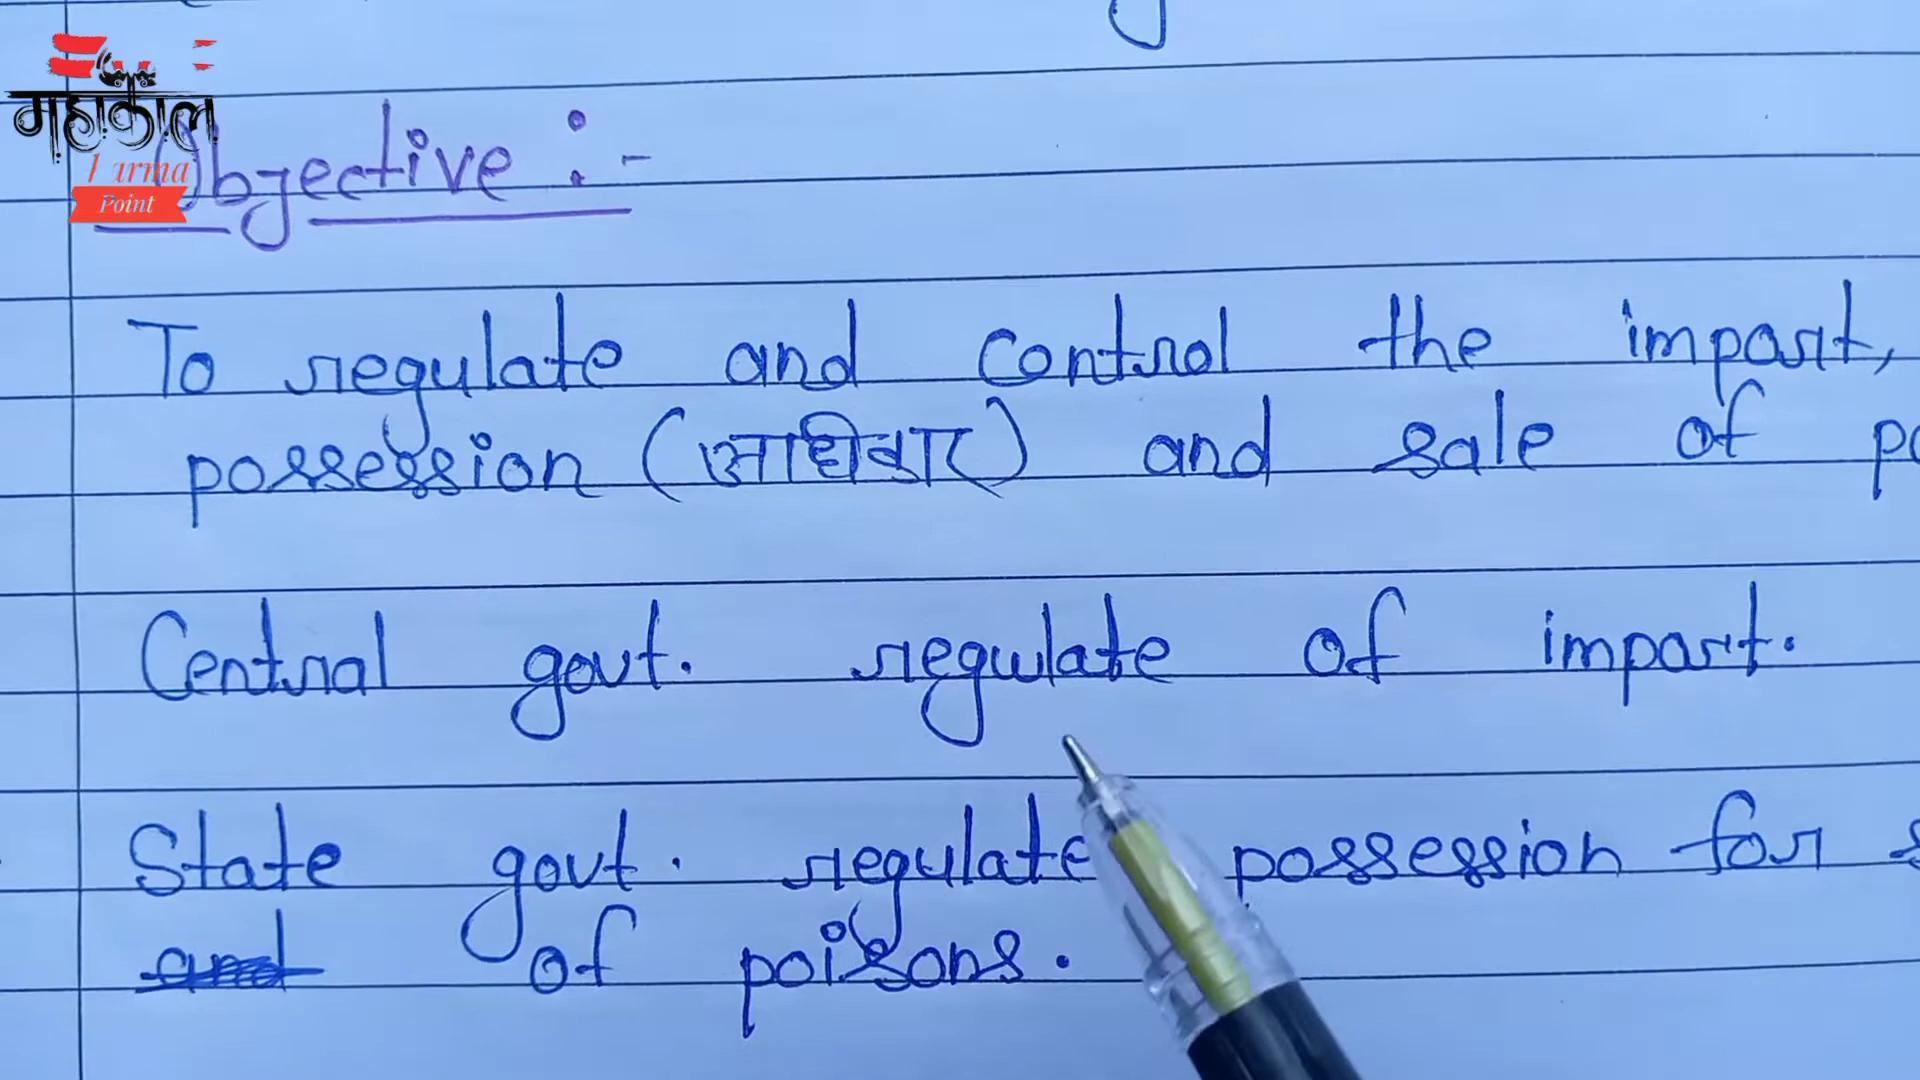 महाकाल
Point
Objective :-
To regulate and control the import,
possession (आधिकार) and sale of
Central govt. regulate of import.
State govt. regulate possession for
and of poisons.